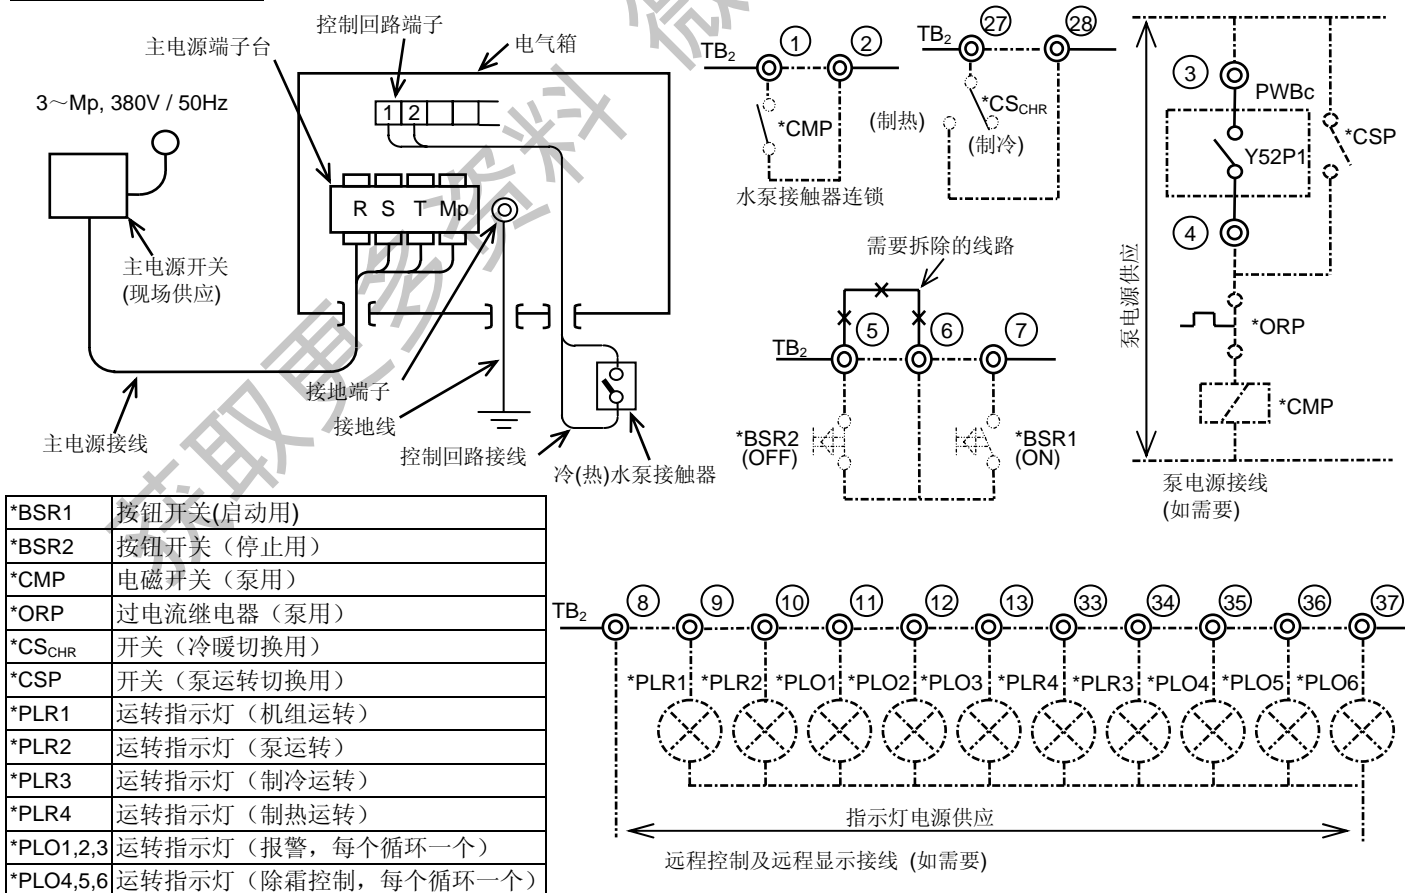 控制回路端子
主电源端子台
电气箱
3～Mp, 380V / 50Hz
1 2
R S T Mp
主电源开关
(现场供应)
接地端子
接地线
主电源接线
控制回路接线
冷(热)水泵接触器
TB2 1 2
*CMP
水泵接触器连锁
TB2 27 28
*CSCHR
(制热)
(制冷)
3
PWBc
Y52P1
*CSP
4
泵电源供应
*ORP
*CMP
泵电源接线
(如需要)
需要拆除的线路
TB2 5 6 7
*BSR2
(OFF)
*BSR1
(ON)
*BSR1 按钮开关(启动用)
*BSR2 按钮开关（停止用）
*CMP 电磁开关（泵用）
*ORP 过电流继电器（泵用）
*CSCHR 开关（冷暖切换用）
*CSP 开关（泵运转切换用）
*PLR1 运转指示灯（机组运转）
*PLR2 运转指示灯（泵运转）
*PLR3 运转指示灯（制冷运转）
*PLR4 运转指示灯（制热运转）
*PLO1,2,3 运转指示灯（报警，每个循环一个）
*PLO4,5,6 运转指示灯（除霜控制，每个循环一个）
TB2 8 9 10 11 12 13 33 34 35 36 37
*PLR1 *PLR2 *PLO1 *PLO2 *PLO3 *PLR4 *PLR3 *PLO4 *PLO5 *PLO6
指示灯电源供应
远程控制及远程显示接线 (如需要)
获取更多资料 微